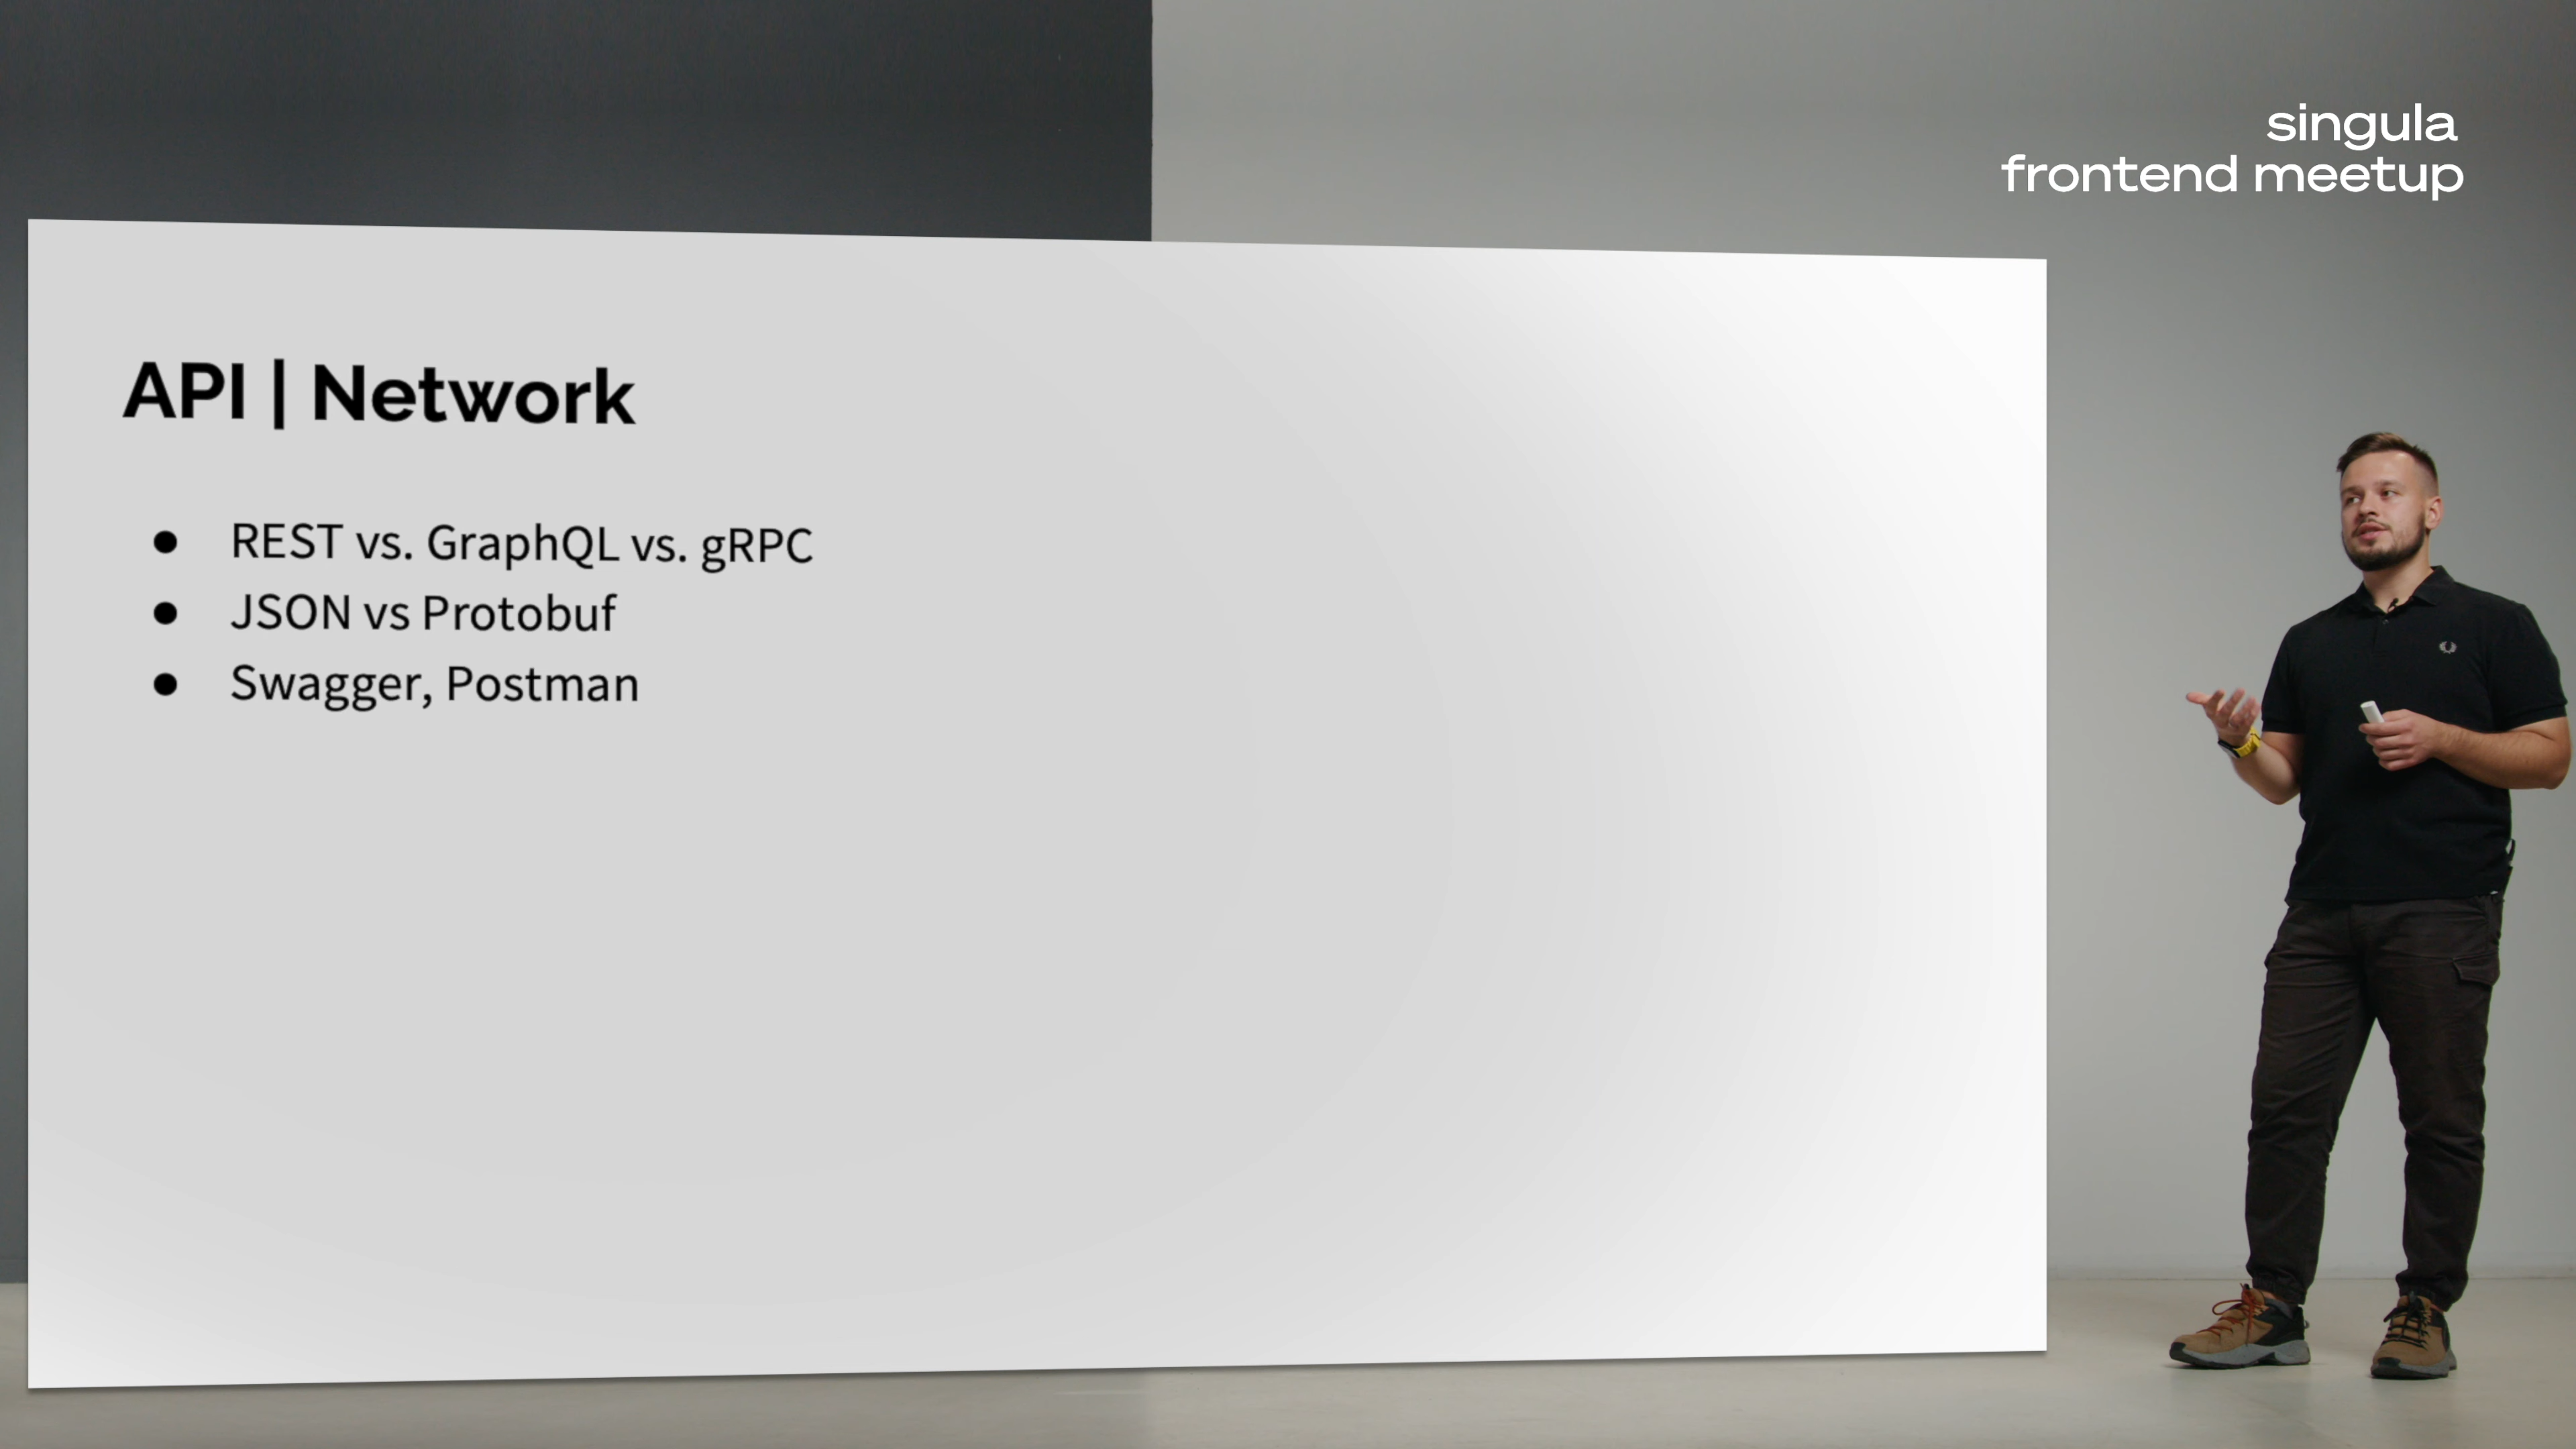 singula
frontend meetup
API | Network
● REST vs. GraphQL vs. gRPC
● JSON vs Protobuf
● Swagger, Postman